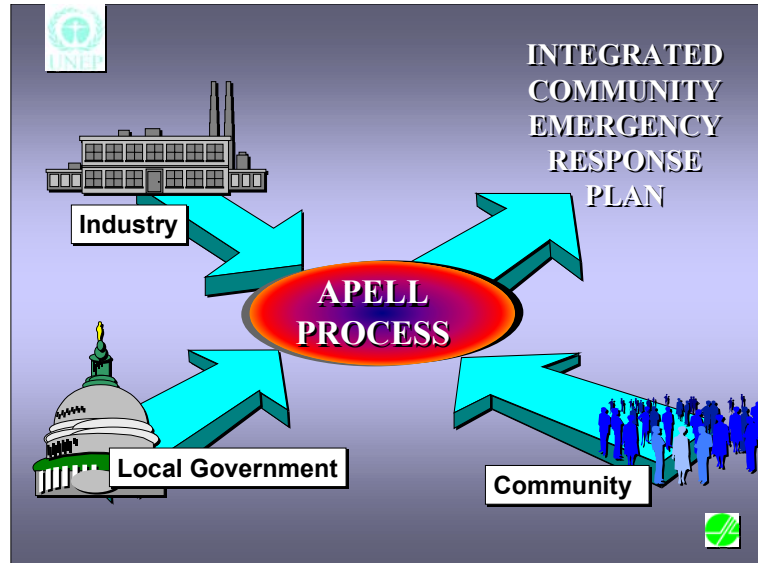 UNEP
INTEGRATED
COMMUNITY
EMERGENCY
RESPONSE
PLAN
Industry
APELL
PROCESS
Local Government
Community